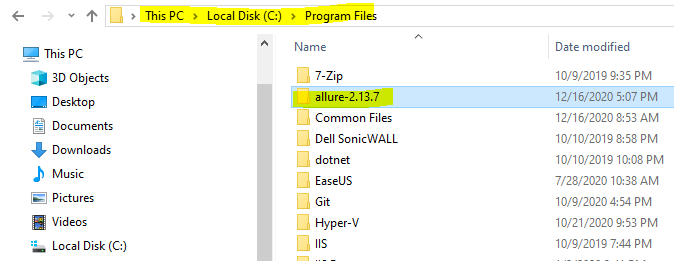 This PC > Local Disk (C:) > Program Files
Name Date modified
This PC
3D Objects
Desktop
Documents
Downloads
Music
Pictures
Videos
Local Disk (C:)
7-Zip 10/9/2019 9:35 PM
allure-2.13.7 12/16/2020 5:07 PM
Common Files 12/16/2020 8:53 AM
Dell SonicWALL 10/10/2019 8:58 PM
dotnet 10/10/2019 10:08 PM
EaseUS 7/28/2020 10:38 AM
Git 10/9/2020 4:54 PM
Hyper-V 10/21/2020 9:53 PM
IIS 10/9/2019 7:44 PM